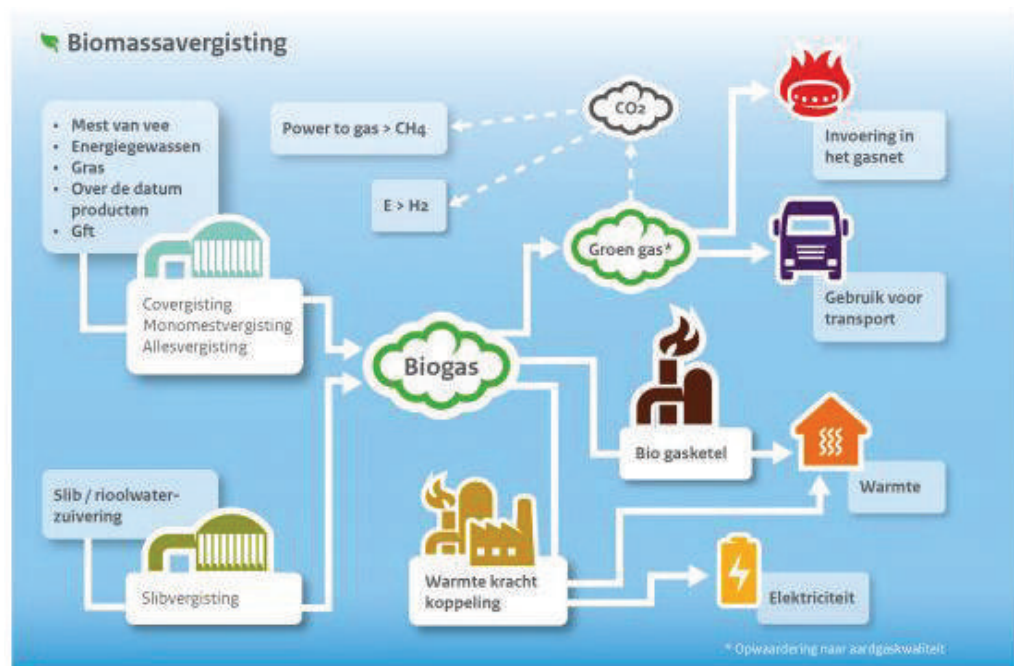 Biomassavergisting
• Mest van vee
• Energiegewassen
• Gras
• Over de datum
producten
• Gft
Covergisting
Monomestvergisting
Allesvergisting
Slib / rioolwater-
zuivering
Slibvergisting
Biogas
Power to gas > CH4
E > H2
CO2
Groen gas*
Invoering in
het gasnet
Gebruik voor
transport
Bio gasketel
Warmte
Warmte kracht
koppeling
Elektriciteit
* Opwaardering naar aardgaskwaliteit